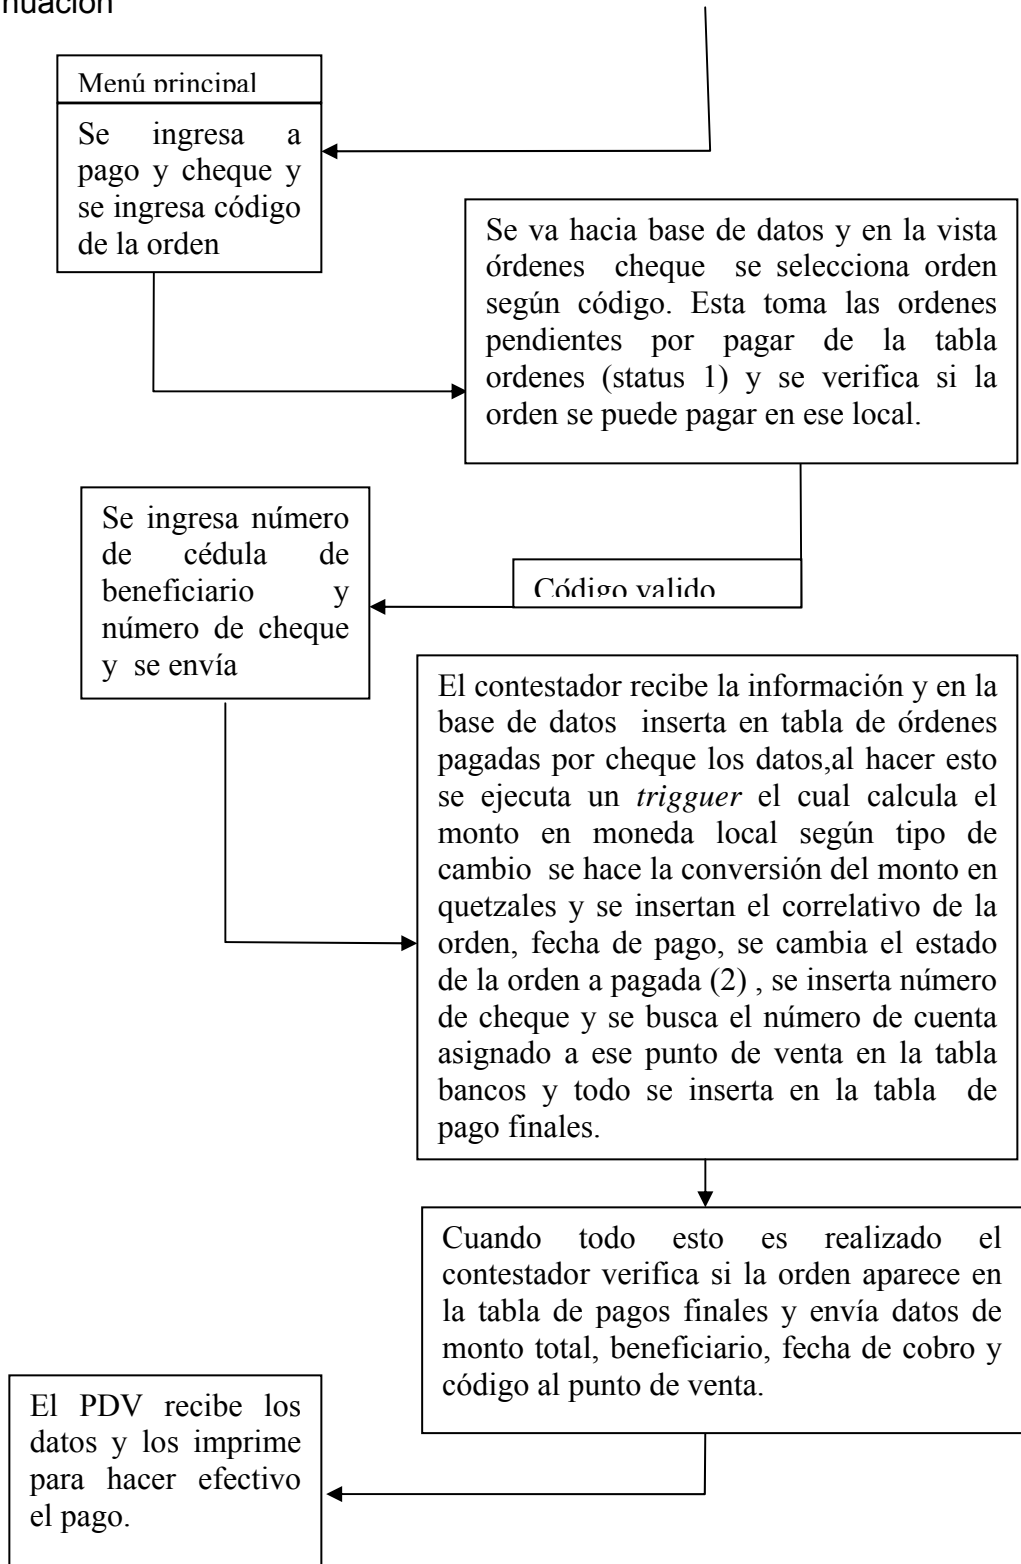 nuación
Menú principal
Se ingresa a
pago y cheque y
se ingresa código
de la orden
Se va hacia base de datos y en la vista
órdenes cheque se selecciona orden
según código. Esta toma las ordenes
pendientes por pagar de la tabla
ordenes (status 1) y se verifica si la
orden se puede pagar en ese local.
Se ingresa número
de cédula de
beneficiario y
número de cheque
y se envía
Código valido
El contestador recibe la información y en la
base de datos inserta en tabla de órdenes
pagadas por cheque los datos,al hacer esto
se ejecuta un trigguer el cual calcula el
monto en moneda local según tipo de
cambio se hace la conversión del monto en
quetzales y se insertan el correlativo de la
orden, fecha de pago, se cambia el estado
de la orden a pagada (2) , se inserta número
de cheque y se busca el número de cuenta
asignado a ese punto de venta en la tabla
bancos y todo se inserta en la tabla de
pago finales.
Cuando todo esto es realizado el
contestador verifica si la orden aparece en
la tabla de pagos finales y envía datos de
monto total, beneficiario, fecha de cobro y
código al punto de venta.
El PDV recibe los
datos y los imprime
para hacer efectivo
el pago.